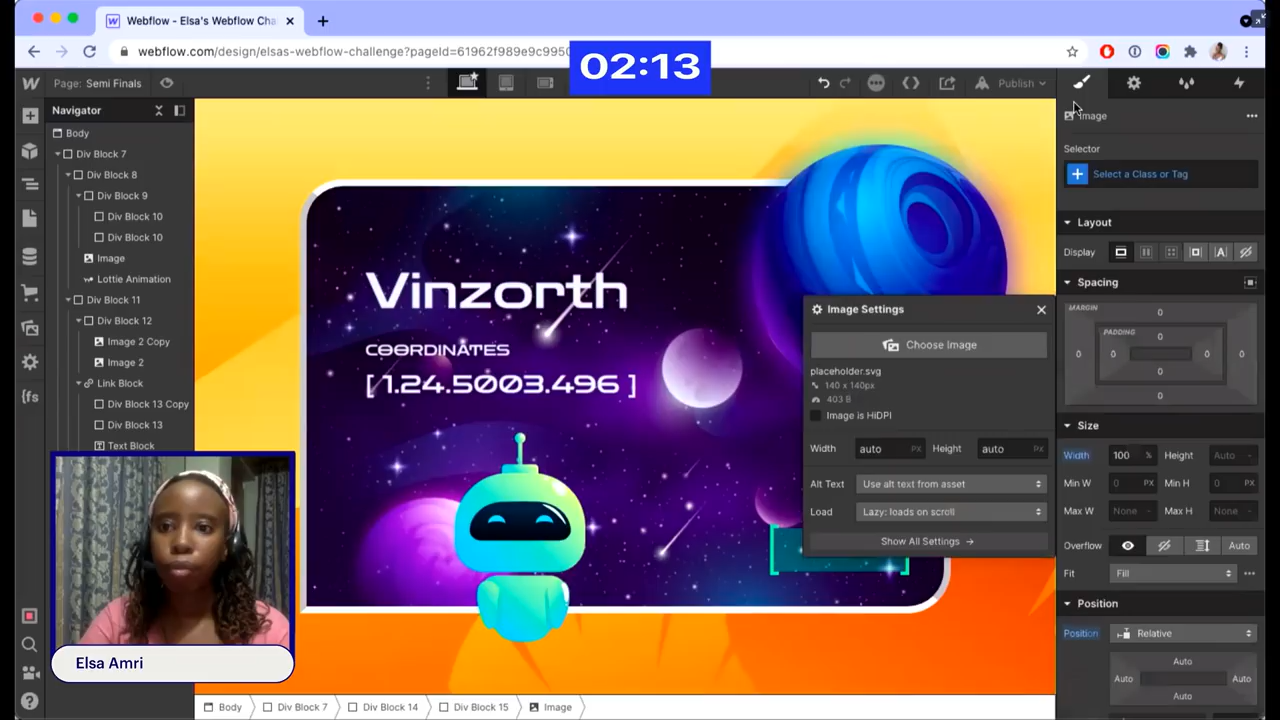 Webflow - Elsa's Webflow Cha
webflow.com/design/elsas-webflow-challenge?pageId=61962f989e9c9950
02:13
Page: Semi Finals
Publish
Navigator
Body
Div Block 7
Div Block 8
Div Block 9
Div Block 10
Div Block 10
Image
Lottie Animation
Div Block 11
Div Block 12
Image 2 Copy
Image 2
Link Block
Div Block 13 Copy
Div Block 13
Text Block
Vinzorth
COORDINATES
[ 1.24.5003.496 ]
Image Settings
Choose Image
placeholder.svg
140 x 140px
403 B
Image is HiDPI
Width auto PX Height auto PX
Alt Text Use alt text from asset
Load Lazy: loads on scroll
Show All Settings →
Image
Selector
Select a Class or Tag
Layout
Display
Spacing
MARGIN
0
PADDING
0
0 0 0 0
0
0
Size
Width 100 % Height Auto -
Min W 0 PX Min H 0 PX
Max W None - Max H None -
Overflow Auto
Fit Fill
Position
Position Relative
Auto
Auto Auto
Auto
Elsa Amri
Body Div Block 7 Div Block 14 Div Block 15 Image